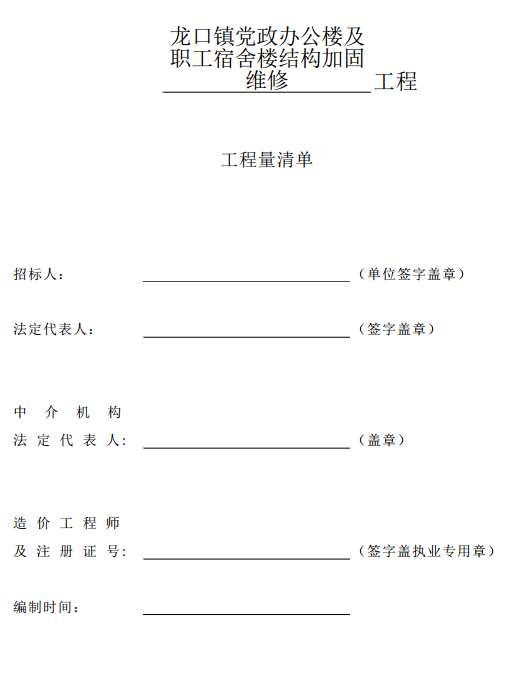 龙口镇党政办公楼及
职工宿舍楼结构加固
维修 工程
工程量清单
招标人： （单位签字盖章）
法定代表人： （签字盖章）
中介机构
法定代表人： （盖章）
造价工程师
及注册证号： （签字盖执业专用章）
编制时间：